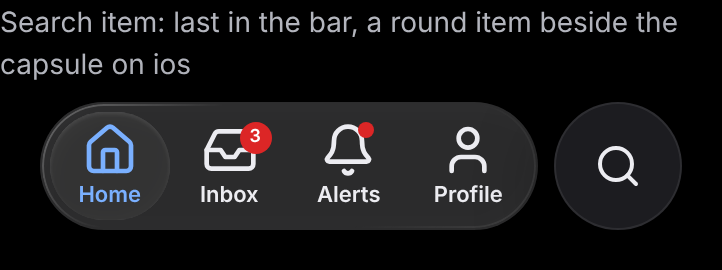 Search item: last in the bar, a round item beside the
capsule on ios
3
Home
Inbox
Alerts
Profile